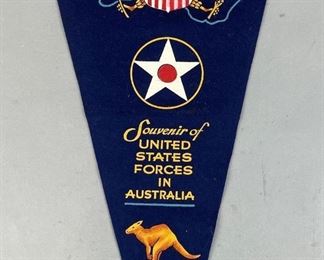 Souvenir of
UNITED
STATES
FORCES
IN
AUSTRALIA